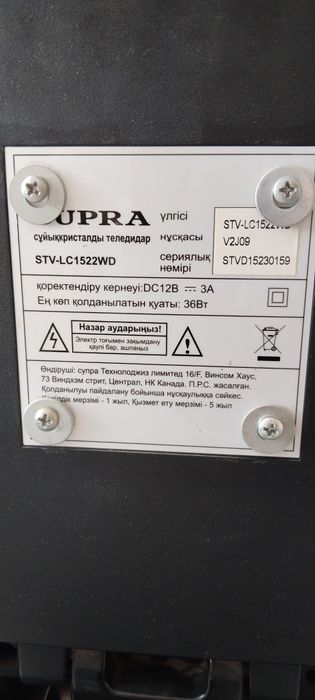 UPRA үлгісі STV-LC1522WD
сұйықкристалды теледидар нұсқасы V2J09
STV-LC1522WD сериялық нөмірі STVD15230159
қоректендіру кернеуі:DC12В 3А
Ең көп қолданылатын қуаты: 36Вт
Назар аударыңыз!
Электр тоғымен зақымдану
қаупі бар, ашпаңыз
Өндіруші: супра Технолоджиз лимитед 16/F, Винсом Хаус,
73 Виндхэм стрит, Централ, НК Канада. П.Р.С. жасалған.
Қолданылуы пайдалану бойынша нұсқаулыққа сәйкес.
мерзімі - 1 жыл. Қызмет ету мерзімі - 5 жыл